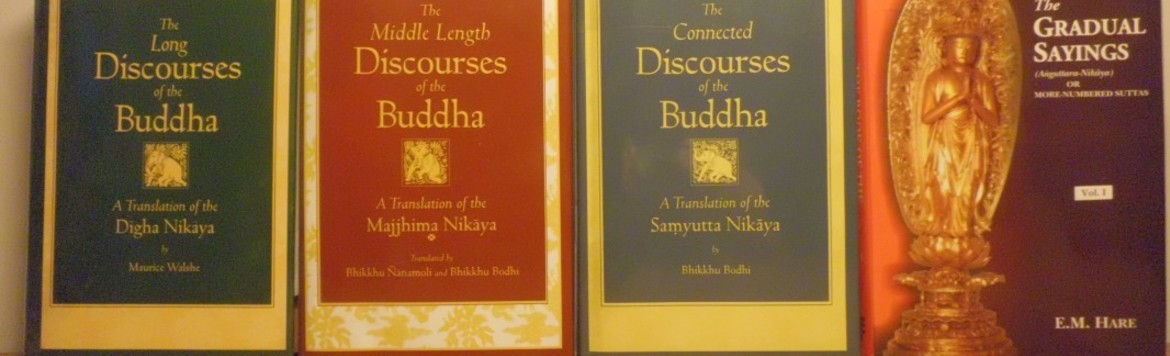 The
Long
Discourses
of the
Buddha
A Translation of the
Digha Nikāya
by
Maurice Walshe
The
Middle Length
Discourses
of the
Buddha
A Translation of the
Majjhima Nikāya
Translated by
Bhikkhu Ñāṇamoli and Bhikkhu Bodhi
The
Connected
Discourses
of the
Buddha
A Translation of the
Saṃyutta Nikāya
by
Bhikkhu Bodhi
The
GRADUAL
SAYINGS
(Aṅguttara-Nikāya)
OR
MORE-NUMBERED SUTTAS
Vol. I
E.M. HARE